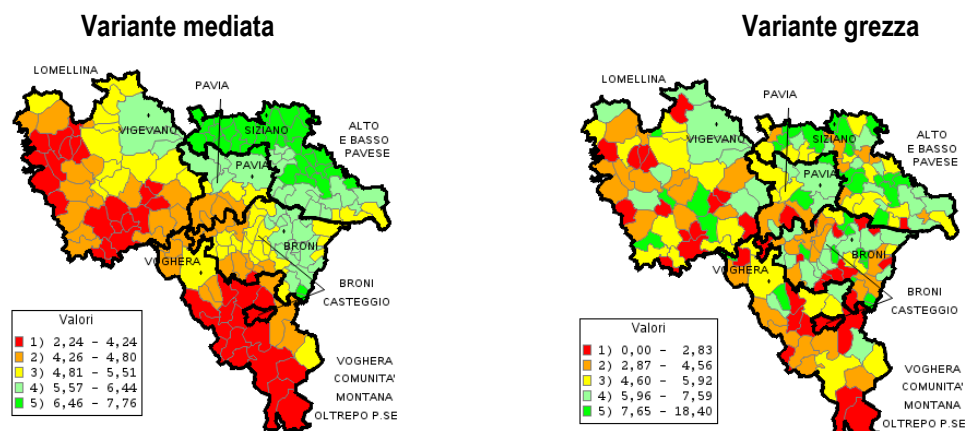 Variante mediata
LOMELLINA
PAVIA
VIGEVANO
SIZIANO
ALTO
E BASSO
PAVESE
PAVIA
BRONI
VOGHERA
BRONI
CASTEGGIO
VOGHERA
COMUNITA'
MONTANA
OLTREPO P.SE
Valori
1) 2,24 - 4,24
2) 4,26 - 4,80
3) 4,81 - 5,51
4) 5,57 - 6,44
5) 6,46 - 7,76
Variante grezza
LOMELLINA
PAVIA
VIGEVANO
SIZIANO
ALTO
E BASSO
PAVESE
PAVIA
BRONI
VOGHERA
BRONI
CASTEGGIO
VOGHERA
COMUNITA'
MONTANA
OLTREPO P.SE
Valori
1) 0,00 - 2,83
2) 2,87 - 4,56
3) 4,60 - 5,92
4) 5,96 - 7,59
5) 7,65 - 18,40